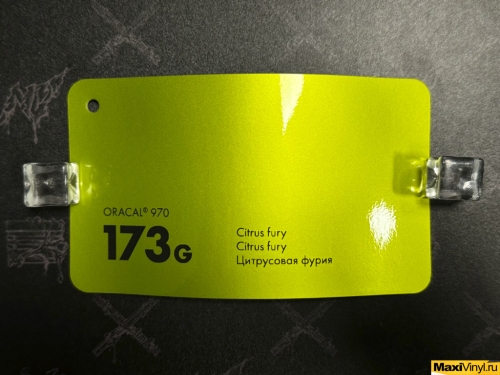 ORACAL® 970
173G
Citrus fury
Citrus fury
Цитрусовая фурия
MaxiVinyl.ru